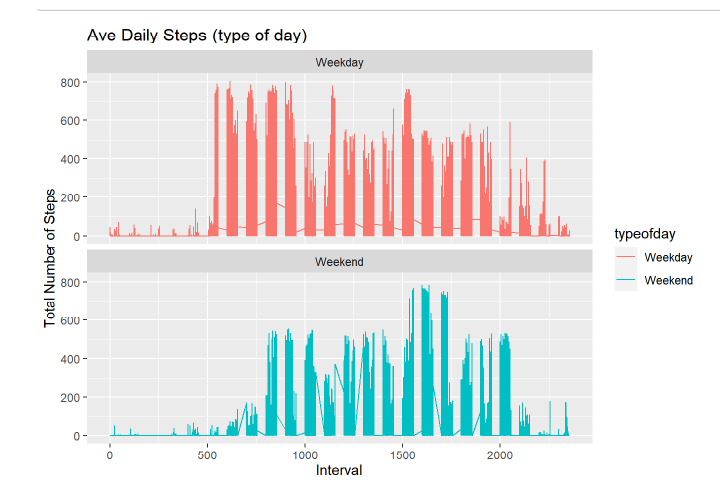 Ave Daily Steps (type of day)
Weekday
800
600
400
200
0
Weekend
800
600
400
200
0
Total Number of Steps
0 500 1000 1500 2000
Interval
typeofday
Weekday
Weekend